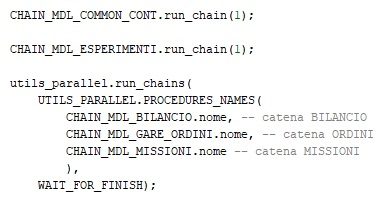 CHAIN_MDL_COMMON_CONT.run_chain(1);
CHAIN_MDL_ESPERIMENTI.run_chain(1);
utils_parallel.run_chains(
UTILS_PARALLEL.PROCEDURES_NAMES(
CHAIN_MDL_BILANCIO.nome, -- catena BILANCIO
CHAIN_MDL_GARE_ORDINI.nome, -- catena ORDINI
CHAIN_MDL_MISSIONI.nome -- catena MISSIONI
),
WAIT_FOR_FINISH);